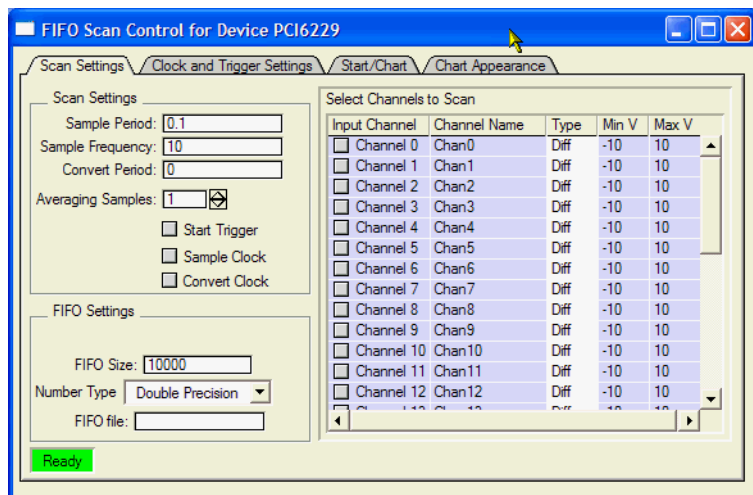 FIFO Scan Control for Device PCI6229
Scan Settings Clock and Trigger Settings Start/Chart Chart Appearance
Scan Settings
Sample Period: 0.1
Sample Frequency: 10
Convert Period: 0
Averaging Samples: 1
Start Trigger
Sample Clock
Convert Clock
FIFO Settings
FIFO Size: 10000
Number Type Double Precision
FIFO file:
Ready
Select Channels to Scan
Input Channel Channel Name Type Min V Max V
Channel 0 Chan0 Diff -10 10
Channel 1 Chan1 Diff -10 10
Channel 2 Chan2 Diff -10 10
Channel 3 Chan3 Diff -10 10
Channel 4 Chan4 Diff -10 10
Channel 5 Chan5 Diff -10 10
Channel 6 Chan6 Diff -10 10
Channel 7 Chan7 Diff -10 10
Channel 8 Chan8 Diff -10 10
Channel 9 Chan9 Diff -10 10
Channel 10 Chan10 Diff -10 10
Channel 11 Chan11 Diff -10 10
Channel 12 Chan12 Diff -10 10